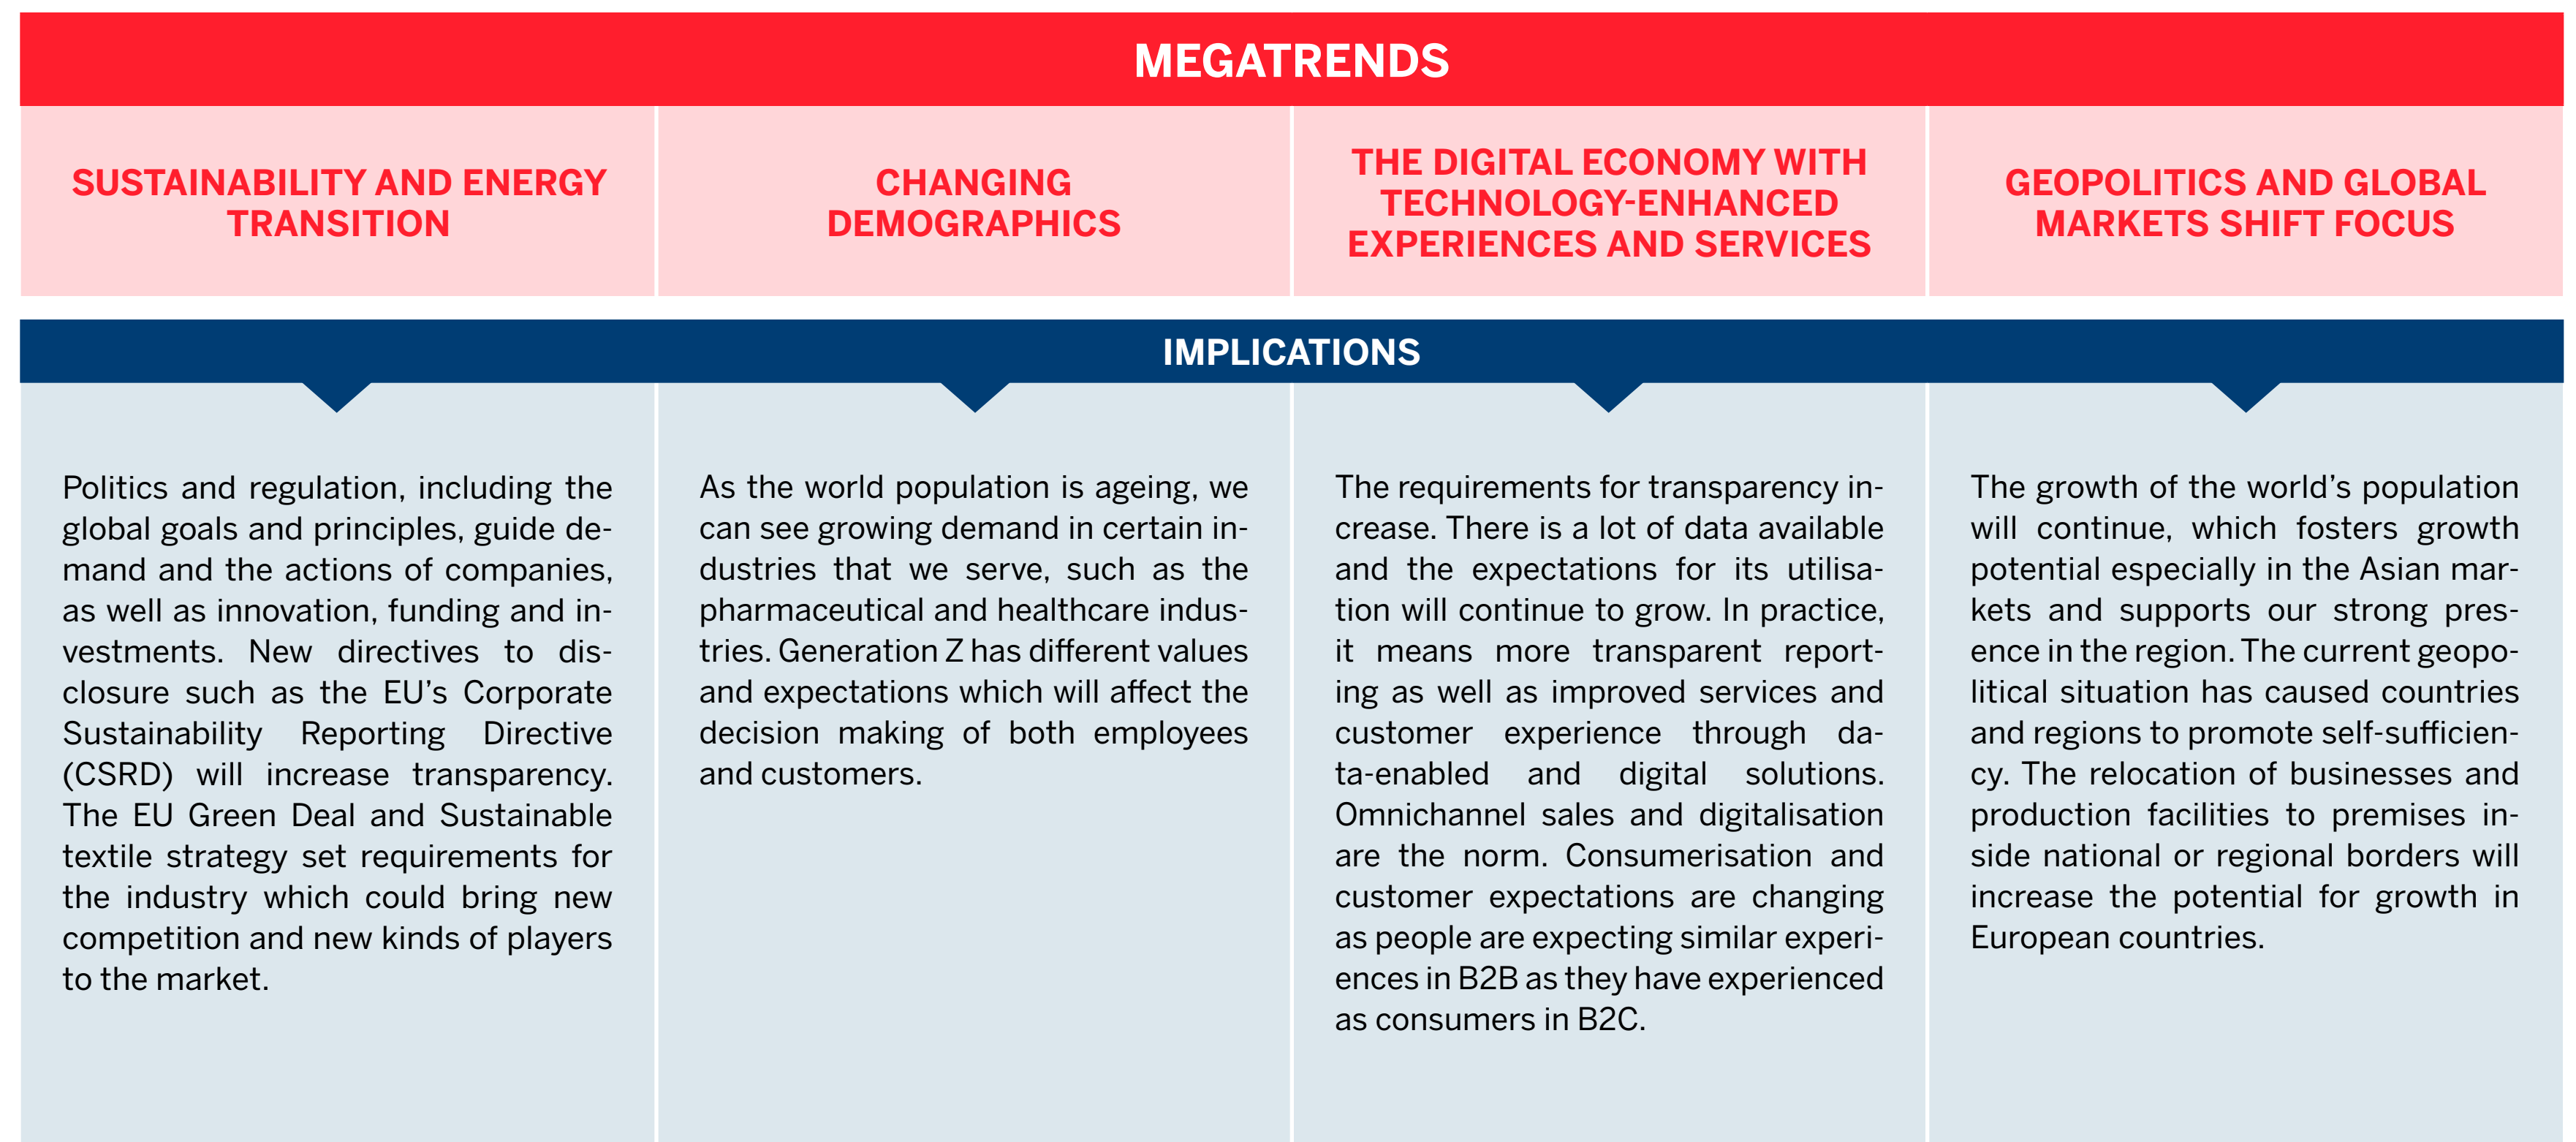 MEGATRENDS
SUSTAINABILITY AND ENERGY
TRANSITION
CHANGING
DEMOGRAPHICS
THE DIGITAL ECONOMY WITH
TECHNOLOGY-ENHANCED
EXPERIENCES AND SERVICES
GEOPOLITICS AND GLOBAL
MARKETS SHIFT FOCUS
IMPLICATIONS
Politics and regulation, including the
global goals and principles, guide de-
mand and the actions of companies,
as well as innovation, funding and in-
vestments. New directives to dis-
closure such as the EU’s Corporate
Sustainability Reporting Directive
(CSRD) will increase transparency.
The EU Green Deal and Sustainable
textile strategy set requirements for
the industry which could bring new
competition and new kinds of players
to the market.
As the world population is ageing, we
can see growing demand in certain in-
dustries that we serve, such as the
pharmaceutical and healthcare indus-
tries. Generation Z has different values
and expectations which will affect the
decision making of both employees
and customers.
The requirements for transparency in-
crease. There is a lot of data available
and the expectations for its utilisa-
tion will continue to grow. In practice,
it means more transparent report-
ing as well as improved services and
customer experience through da-
ta-enabled and digital solutions.
Omnichannel sales and digitalisation
are the norm. Consumerisation and
customer expectations are changing
as people are expecting similar experi-
ences in B2B as they have experienced
as consumers in B2C.
The growth of the world’s population
will continue, which fosters growth
potential especially in the Asian mar-
kets and supports our strong pres-
ence in the region. The current geopo-
litical situation has caused countries
and regions to promote self-sufficien-
cy. The relocation of businesses and
production facilities to premises in-
side national or regional borders will
increase the potential for growth in
European countries.